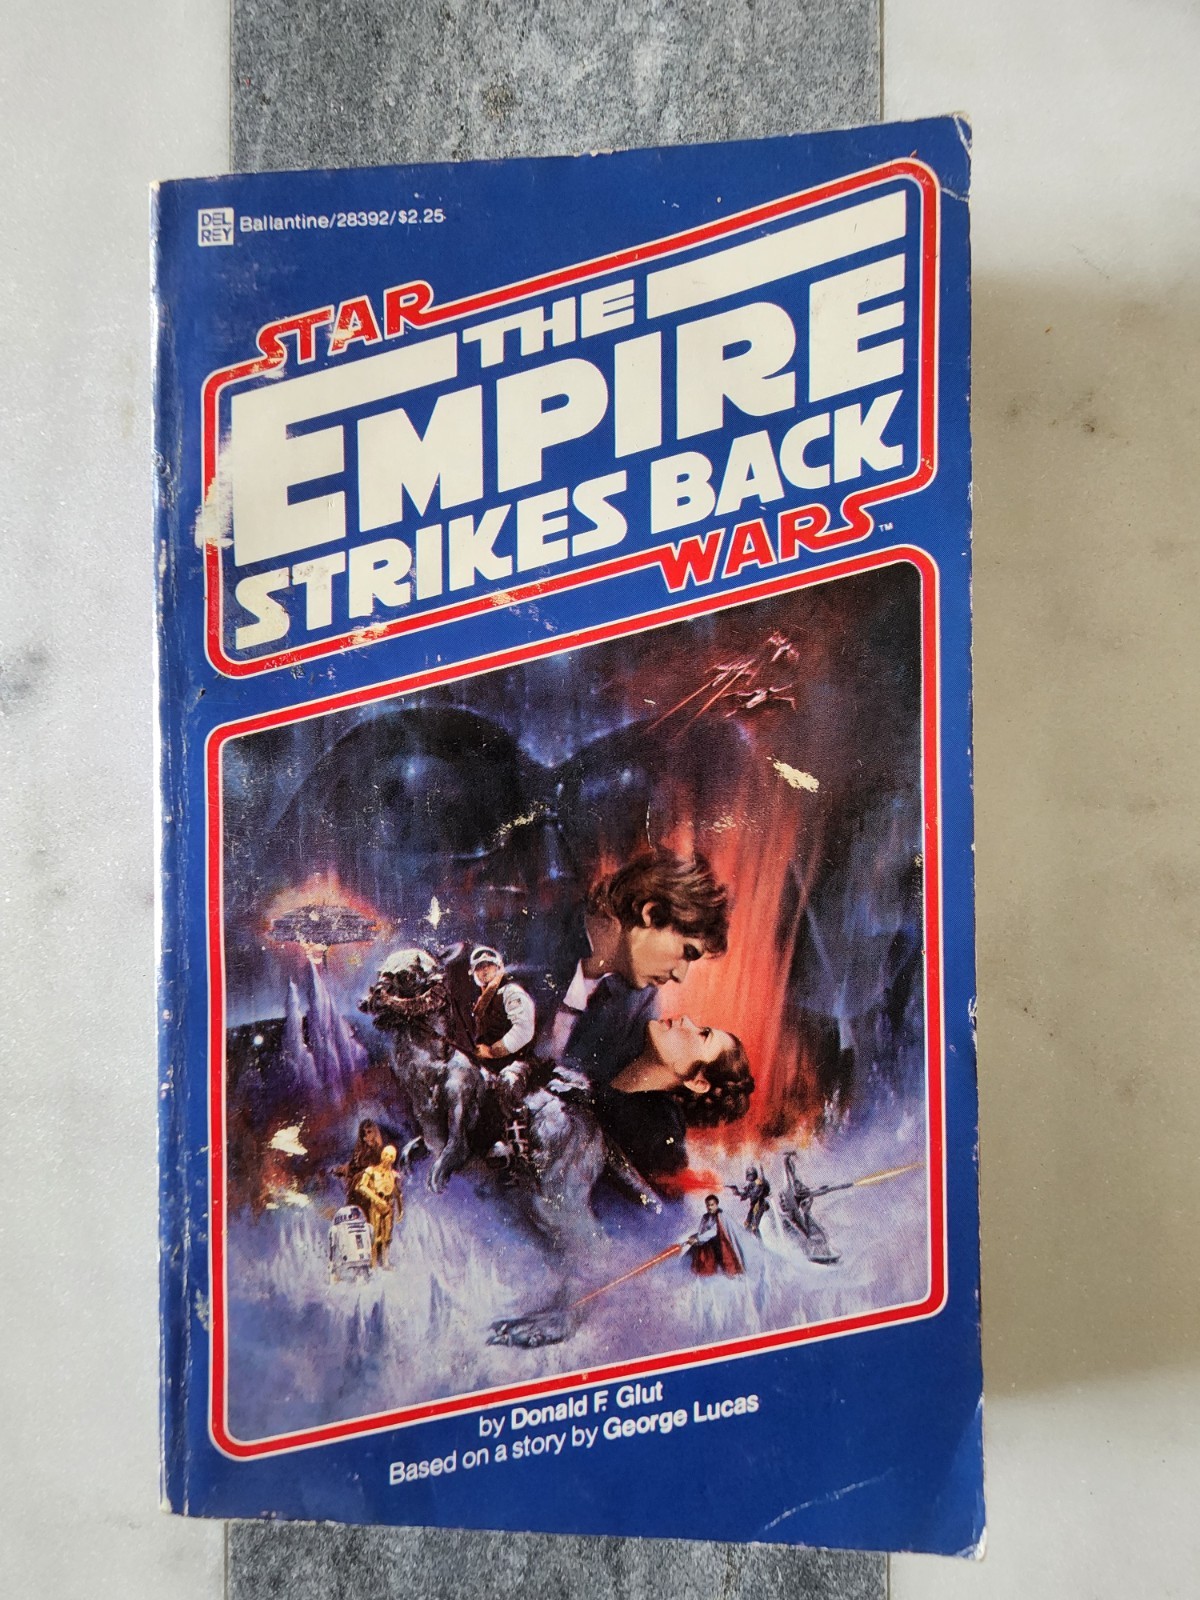 DEL
REY
Ballantine/28392/$2.25
STAR
THE
EMPIRE
STRIKES BACK
WARS™
by Donald F. Glut
Based on a story by George Lucas